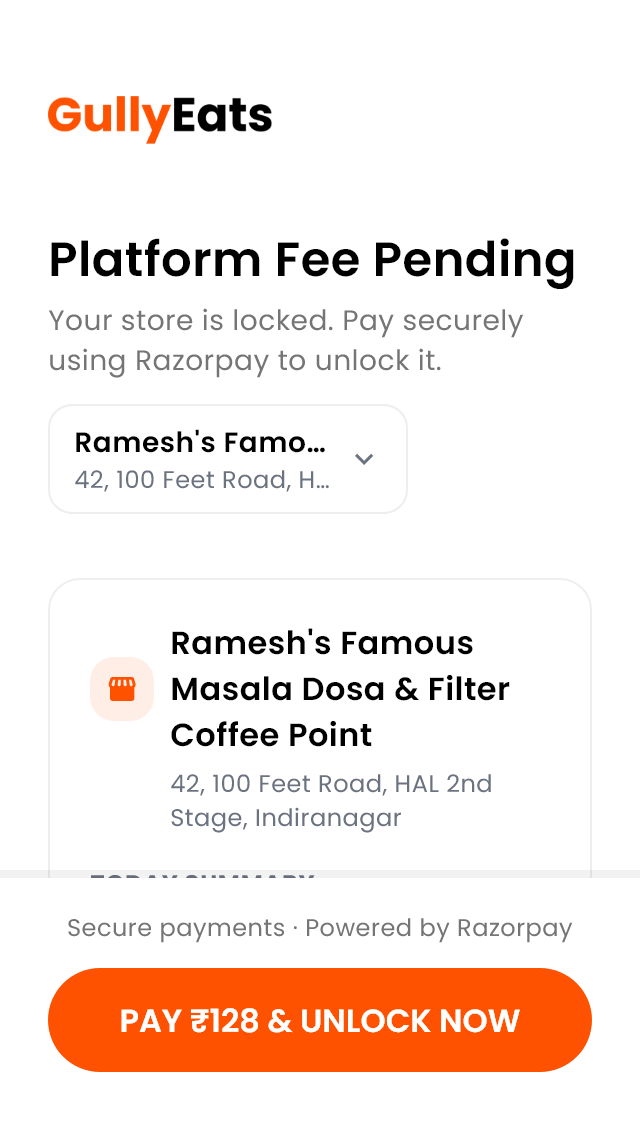 GullyEats
Platform Fee Pending
Your store is locked. Pay securely
using Razorpay to unlock it.
Ramesh's Famo...
42, 100 Feet Road, H...
Ramesh's Famous
Masala Dosa & Filter
Coffee Point
42, 100 Feet Road, HAL 2nd
Stage, Indiranagar
TODAY SUMMARY
Secure payments · Powered by Razorpay
PAY ₹128 & UNLOCK NOW